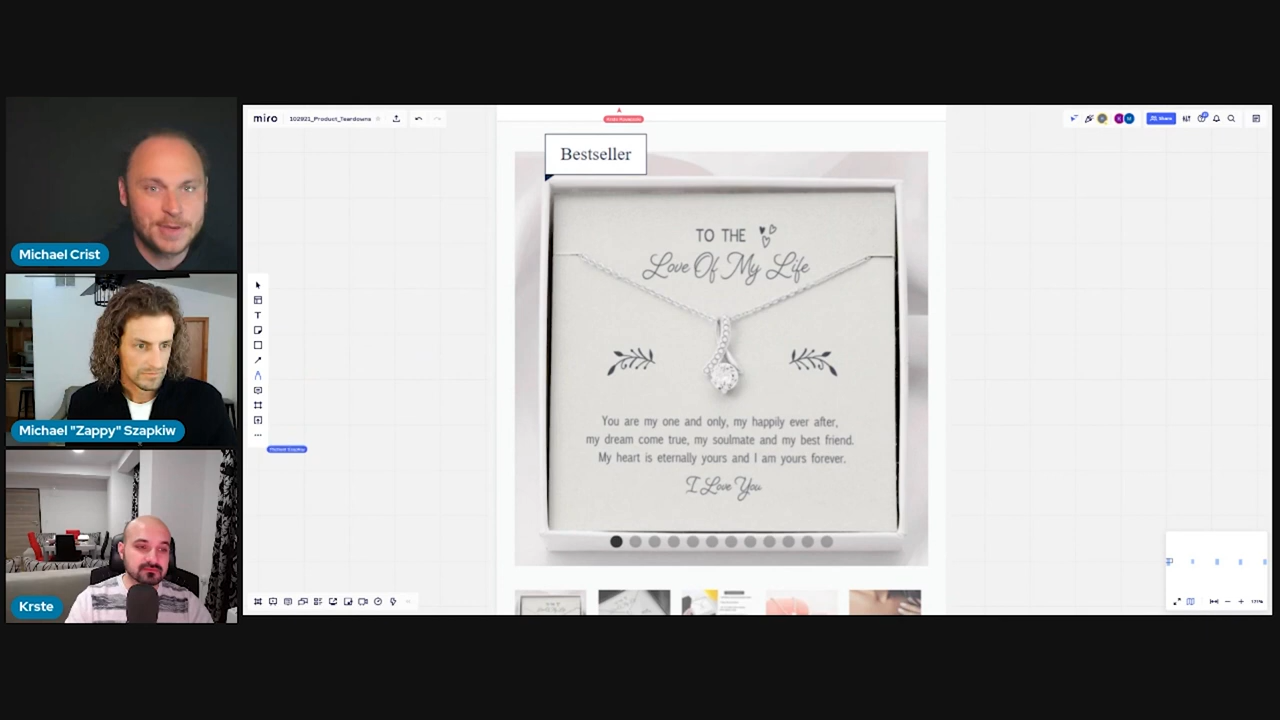 miro
102921_Product_Teardowns
Share
Bestseller
TO THE
Love Of My Life
You are my one and only, my happily ever after,
my dream come true, my soulmate and my best friend.
My heart is eternally yours and I am yours forever.
I Love You
Michael Crist
Michael "Zappy" Szapkiw
Krste